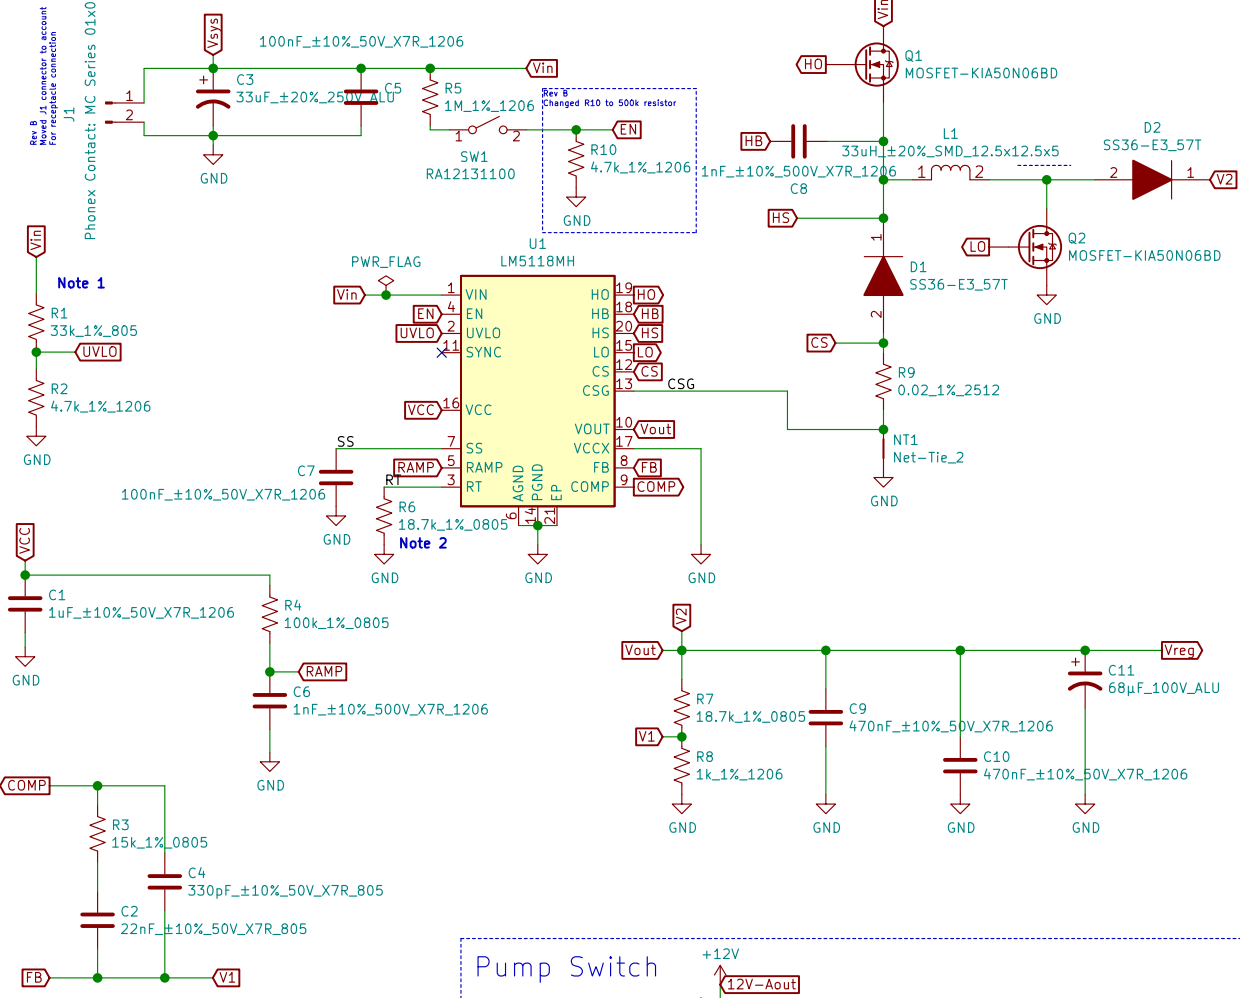 Rev B
Moved J1 connector to account
For receptacle connection
J1
Phonex Contact: MC Series 01x0
1
2
Vsys
100nF_±10%_50V_X7R_1206
C3
33uF_±20%_250V_ALU
C5
Vin
R5
1M_1%_1206
1
2
SW1
RA12131100
Rev B
Changed R10 to 500k resistor
EN
R10
4.7k_1%_1206
GND
GND
Vin
HO
Q1
MOSFET-KIA50N06BD
HB
1nF_±10%_500V_X7R_1206
C8
L1
33uH_±20%_SMD_12.5x12.5x5
1
2
D2
SS36-E3_57T
2
1
V2
HS
LO
Q2
MOSFET-KIA50N06BD
GND
1
D1
SS36-E3_57T
2
CS
R9
0.02_1%_2512
NT1
Net-Tie_2
GND
Vin
Note 1
R1
33k_1%_805
UVLO
R2
4.7k_1%_1206
GND
U1
LM5118MH
PWR_FLAG
Vin
1
VIN
EN
4
EN
UVLO
2
UVLO
11
SYNC
VCC
16
VCC
SS
7
SS
RAMP
5
RAMP
RT
3
RT
HO
19
HO
HB
18
HB
HS
20
HS
LO
15
LO
CS
12
CS
CSG
13
CSG
VOUT
10
Vout
VCCX
17
FB
8
FB
COMP
9
COMP
AGND
PGND
EP
6
14
21
C7
100nF_±10%_50V_X7R_1206
GND
R6
18.7k_1%_0805
Note 2
GND
GND
GND
VCC
C1
1uF_±10%_50V_X7R_1206
GND
R4
100k_1%_0805
RAMP
C6
1nF_±10%_500V_X7R_1206
GND
V2
Vout
Vreg
R7
18.7k_1%_0805
V1
R8
1k_1%_1206
GND
C9
470nF_±10%_50V_X7R_1206
GND
C10
470nF_±10%_50V_X7R_1206
GND
C11
68µF_100V_ALU
GND
COMP
R3
15k_1%_0805
C4
330pF_±10%_50V_X7R_805
C2
22nF_±10%_50V_X7R_805
FB
V1
Pump Switch
+12V
12V-Aout